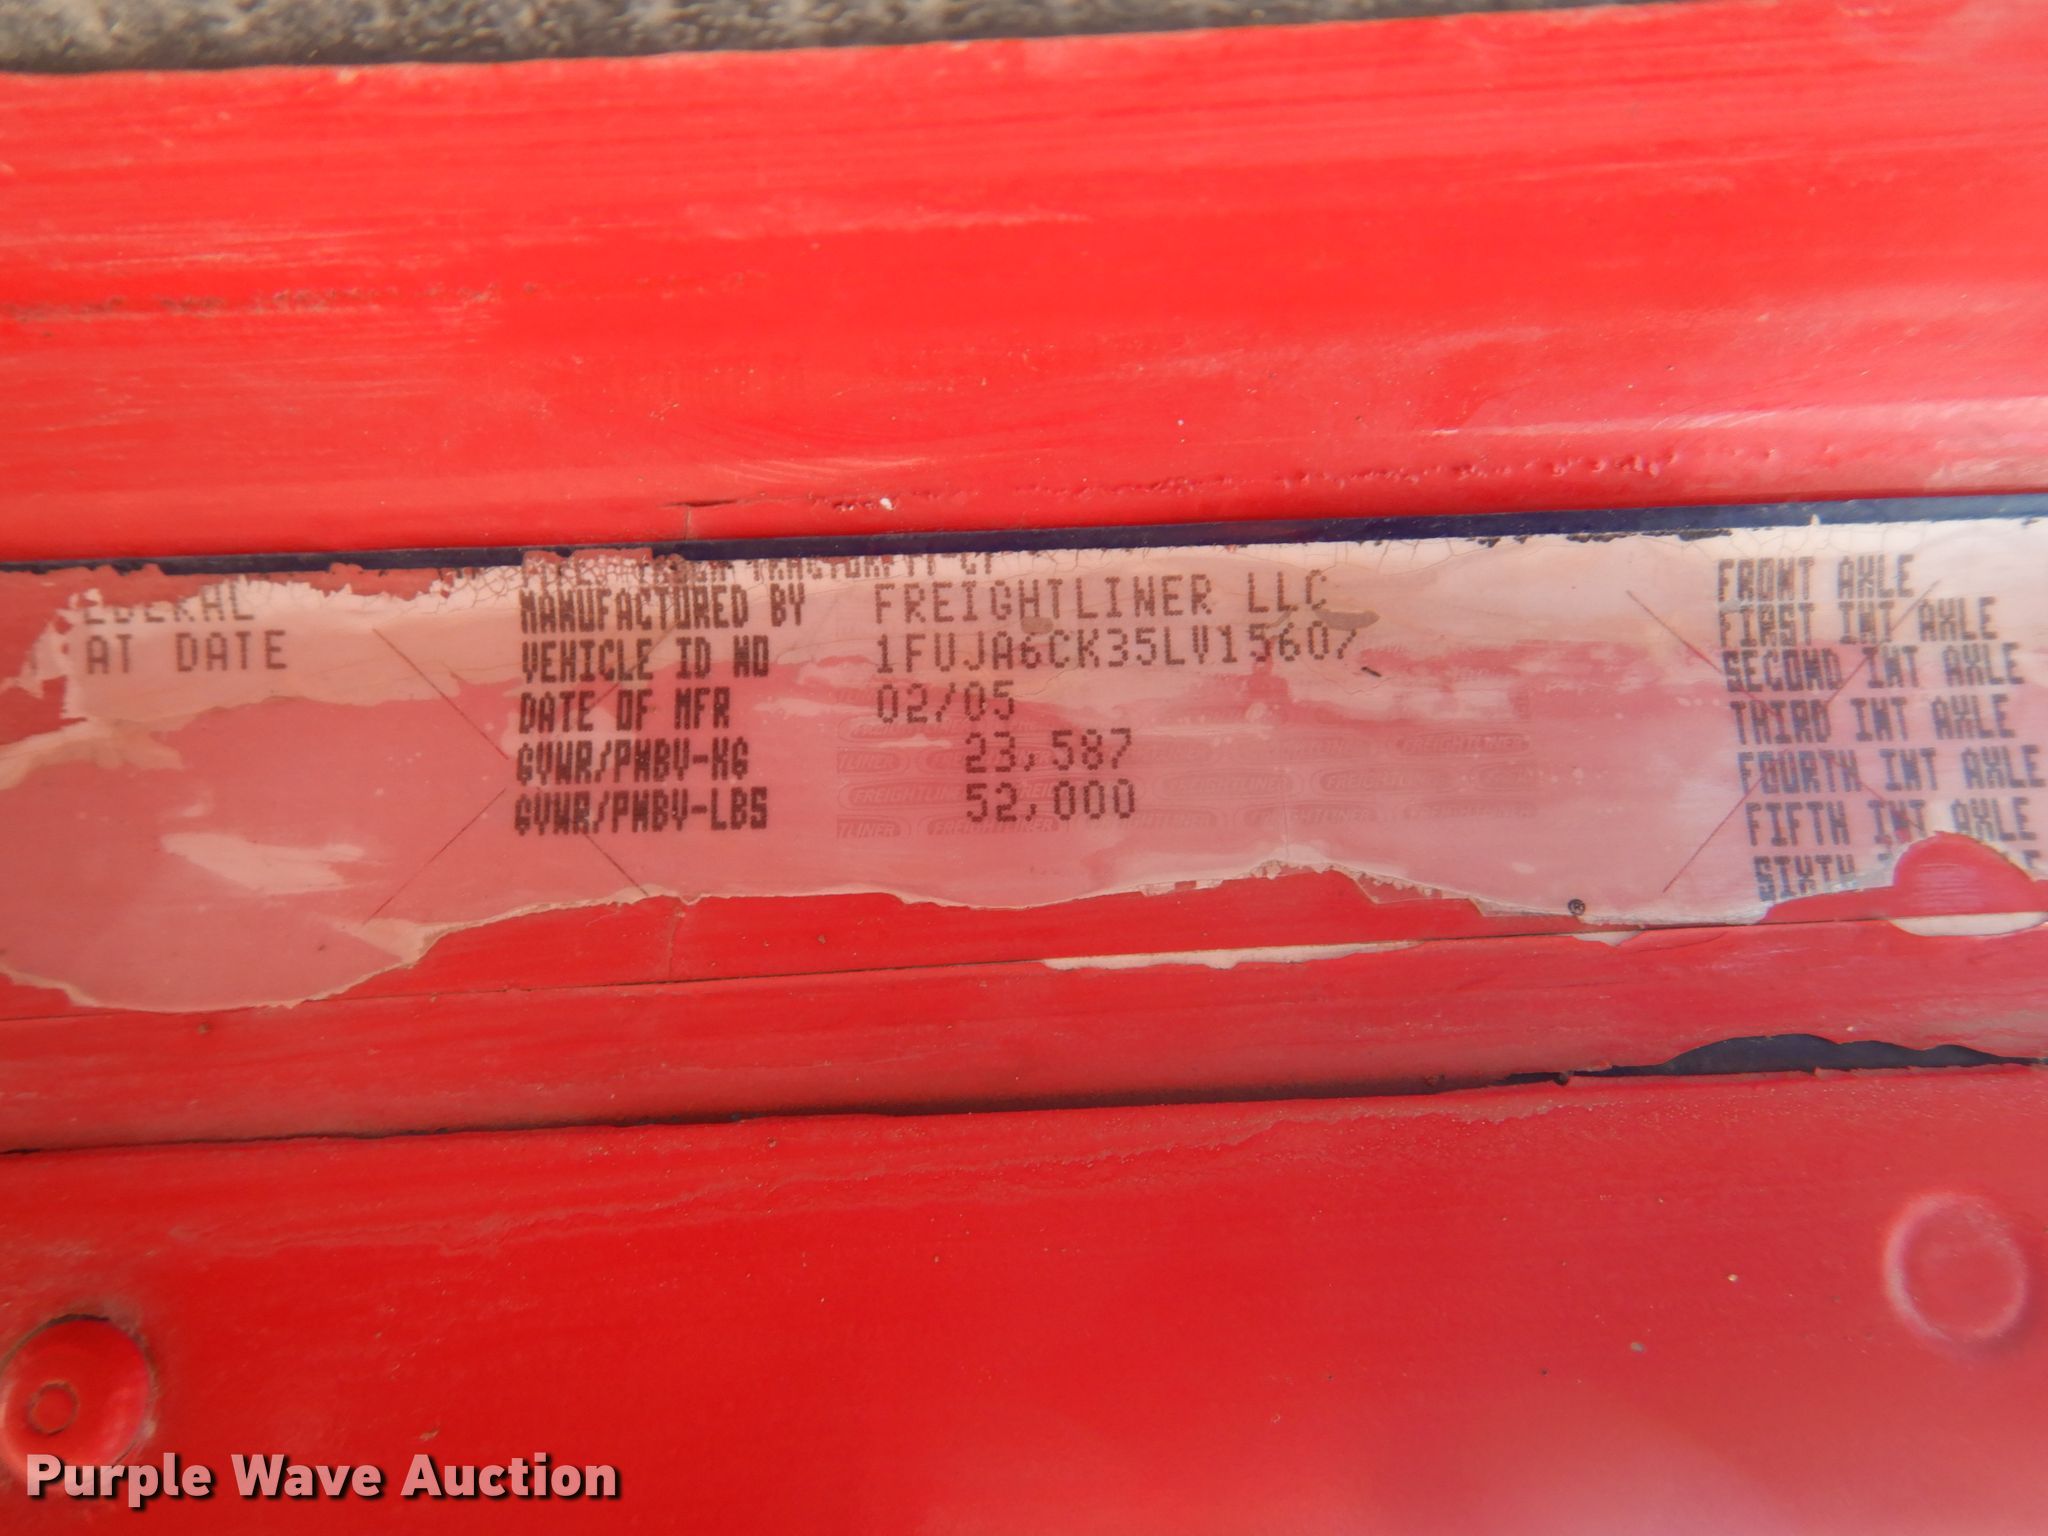 EDERAL
AT DATE
MANUFACTURED BY FREIGHTLINER LLC
VEHICLE ID NO 1FUJA6CK35LV15607
DATE OF MFR 02/05
GVWR/PNBV-KG 23,587
GVWR/PNBV-LBS 52,000
FRONT AXLE
FIRST INT AXLE
SECOND INT AXLE
THIRD INT AXLE
FOURTH INT AXLE
FIFTH INT AXLE
SIXTH
FREIGHTLINER
Purple Wave Auction